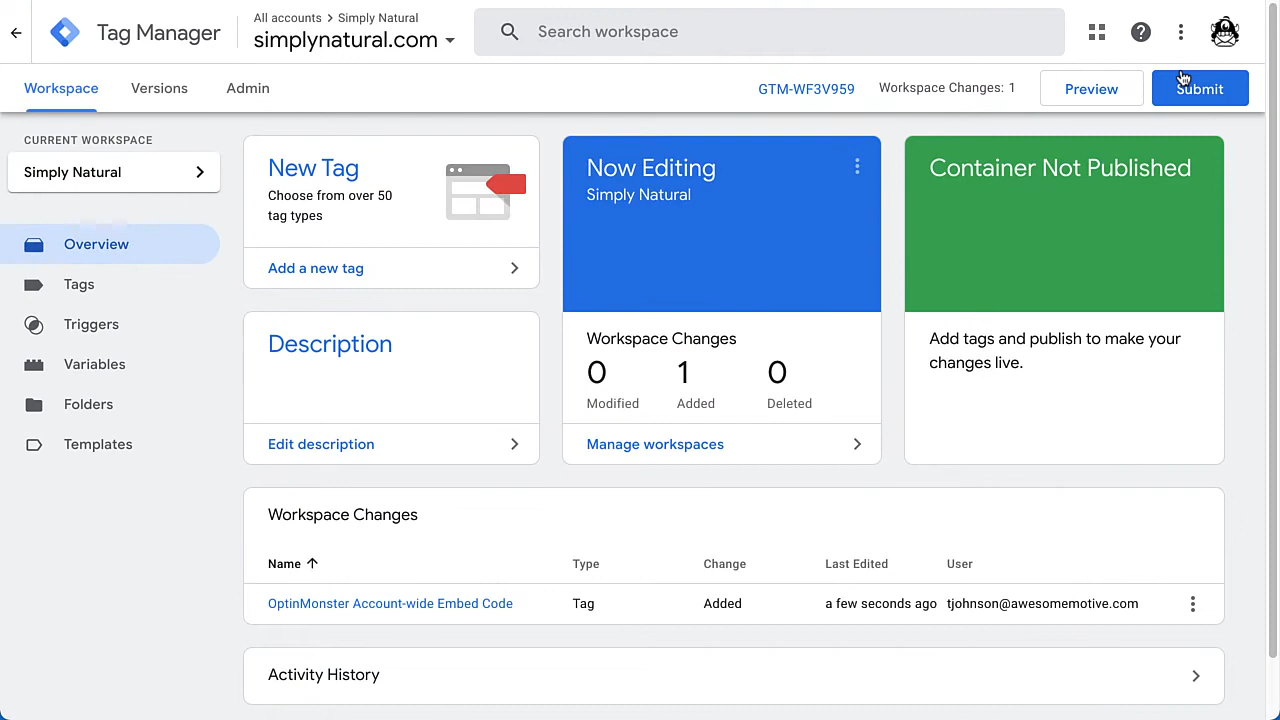 Tag Manager
All accounts > Simply Natural
simplynatural.com
Search workspace
Workspace
Versions
Admin
GTM-WF3V959
Workspace Changes: 1
Preview
Submit
CURRENT WORKSPACE
Simply Natural
Overview
Tags
Triggers
Variables
Folders
Templates
New Tag
Choose from over 50
tag types
Add a new tag
Description
Edit description
Now Editing
Simply Natural
Workspace Changes
0 1 0
Modified Added Deleted
Manage workspaces
Container Not Published
Add tags and publish to make your
changes live.
Workspace Changes
Name Type Change Last Edited User
OptinMonster Account-wide Embed Code Tag Added a few seconds ago tjohnson@awesomemotive.com
Activity History